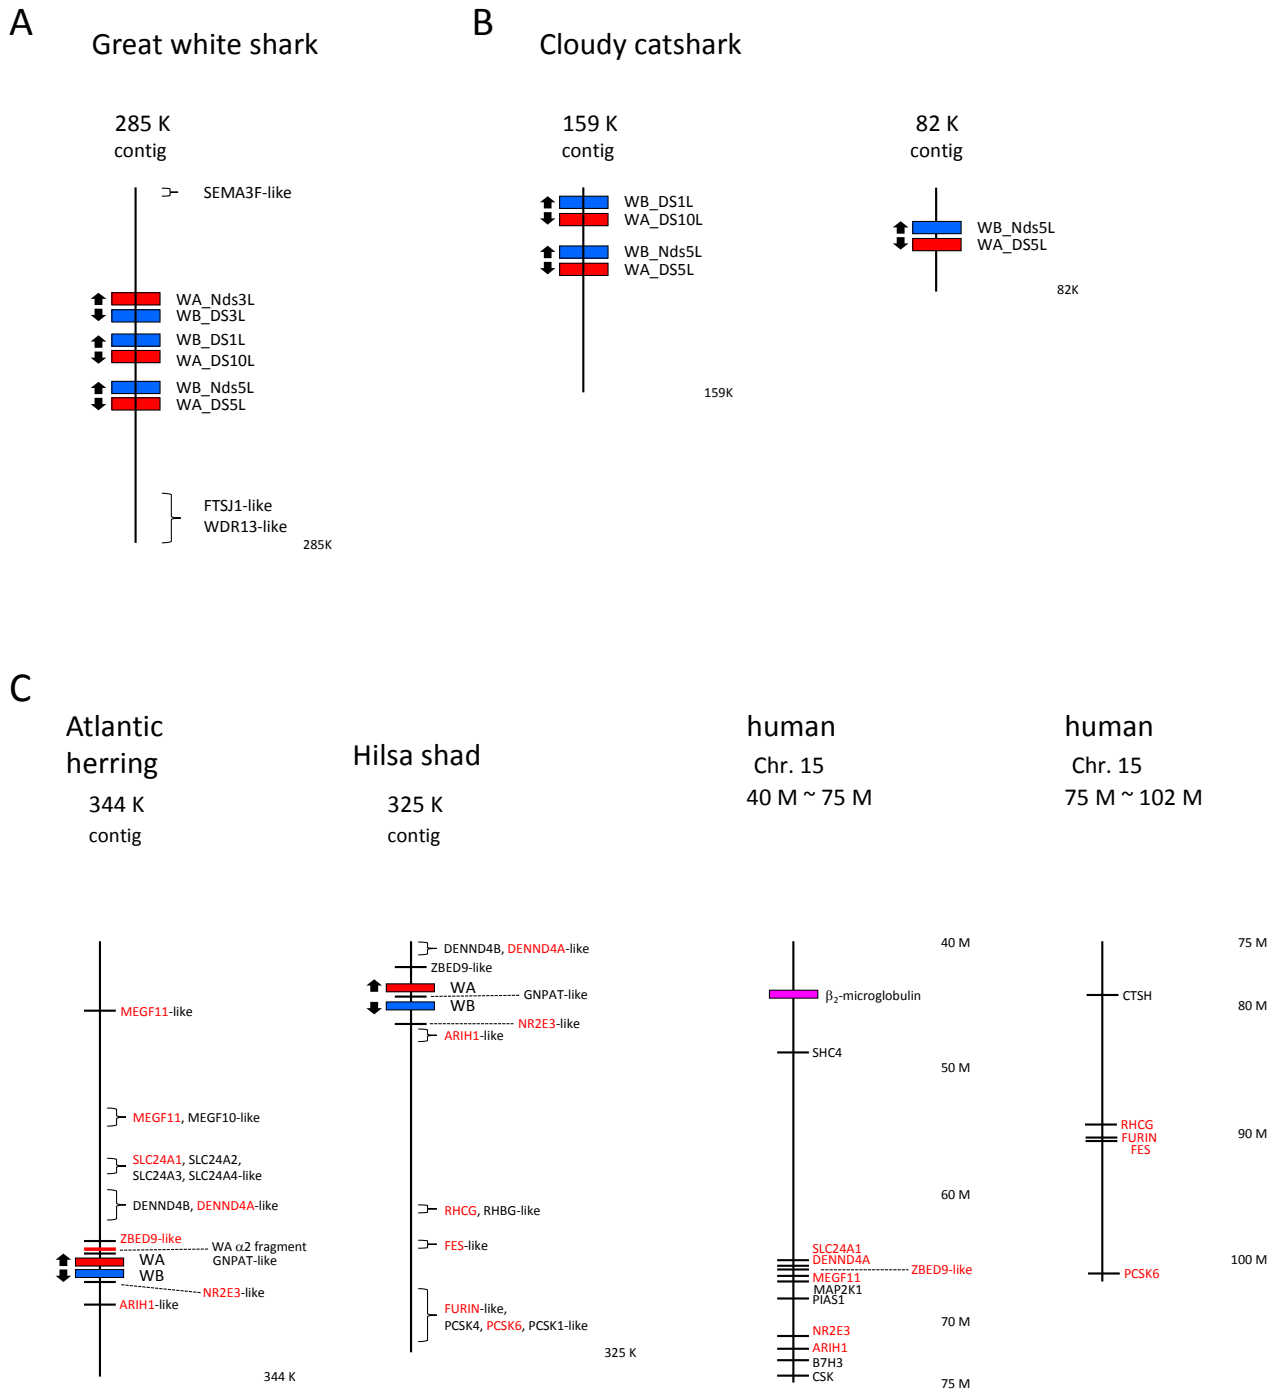 A
Great white shark
285 K
contig
SEMA3F-like
WA_Nds3L
WB_DS3L
WB_DS1L
WA_DS10L
WB_Nds5L
WA_DS5L
FTSJ1-like
WDR13-like
285K
B
Cloudy catshark
159 K
contig
WB_DS1L
WA_DS10L
WB_Nds5L
WA_DS5L
159K
82 K
contig
WB_Nds5L
WA_DS5L
82K
C
Atlantic
herring
344 K
contig
MEGF11-like
MEGF11, MEGF10-like
SLC24A1, SLC24A2,
SLC24A3, SLC24A4-like
DENND4B, DENND4A-like
ZBED9-like
WA α2 fragment
GNPAT-like
WA
WB
NR2E3-like
ARIH1-like
344 K
Hilsa shad
325 K
contig
DENND4B, DENND4A-like
ZBED9-like
WA
GNPAT-like
WB
NR2E3-like
ARIH1-like
RHCG, RHBG-like
FES-like
FURIN-like,
PCSK4, PCSK6, PCSK1-like
325 K
human
Chr. 15
40 M ~ 75 M
40 M
β2-microglobulin
SHC4
50 M
60 M
SLC24A1
DENND4A
ZBED9-like
MEGF11
MAP2K1
PIAS1
70 M
NR2E3
ARIH1
B7H3
CSK
75 M
human
Chr. 15
75 M ~ 102 M
75 M
CTSH
80 M
RHCG
FURIN
FES
90 M
100 M
PCSK6